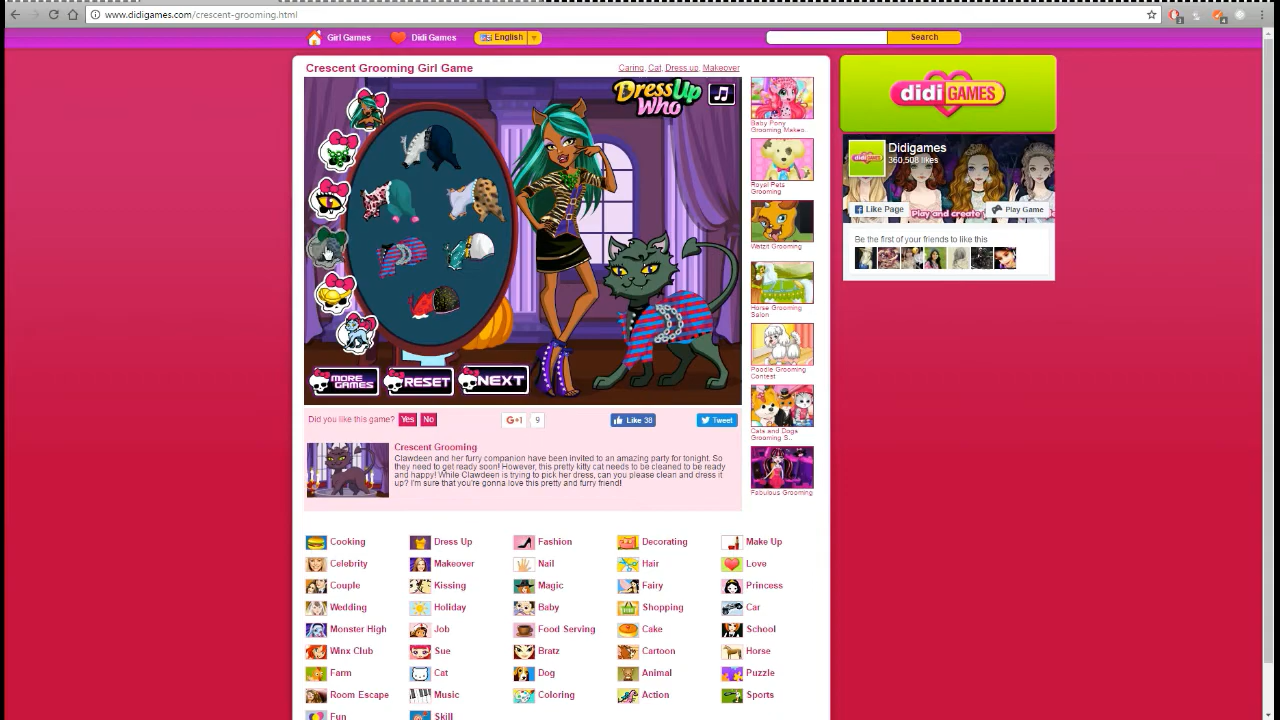 www.didigames.com/crescent-grooming.html
Girl Games
Didi Games
English
Search
Crescent Grooming Girl Game
Caring, Cat, Dress up, Makeover
DressUp
Who
MORE
GAMES
RESET
NEXT
Baby Pony
Grooming Makeo..
Royal Pets
Grooming
Watzit Grooming
Horse Grooming
Salon
Poodle Grooming
Contest
Cats and Dogs
Grooming S..
Fabulous Grooming
didi GAMES
Didigames
360,508 likes
Like Page
Play and create
Play Game
Be the first of your friends to like this
Did you like this game? Yes No
G+1 9
Like 38
Tweet
Crescent Grooming
Clawdeen and her furry companion have been invited to an amazing party for tonight. So
they need to get ready soon! However, this pretty kitty cat needs to be cleaned to be ready
and happy! While Clawdeen is trying to pick her dress, can you please clean and dress it
up? I'm sure that you're gonna love this pretty and furry friend!
Cooking Dress Up Fashion Decorating Make Up
Celebrity Makeover Nail Hair Love
Couple Kissing Magic Fairy Princess
Wedding Holiday Baby Shopping Car
Monster High Job Food Serving Cake School
Winx Club Sue Bratz Cartoon Horse
Farm Cat Dog Animal Puzzle
Room Escape Music Coloring Action Sports
Fun Skill